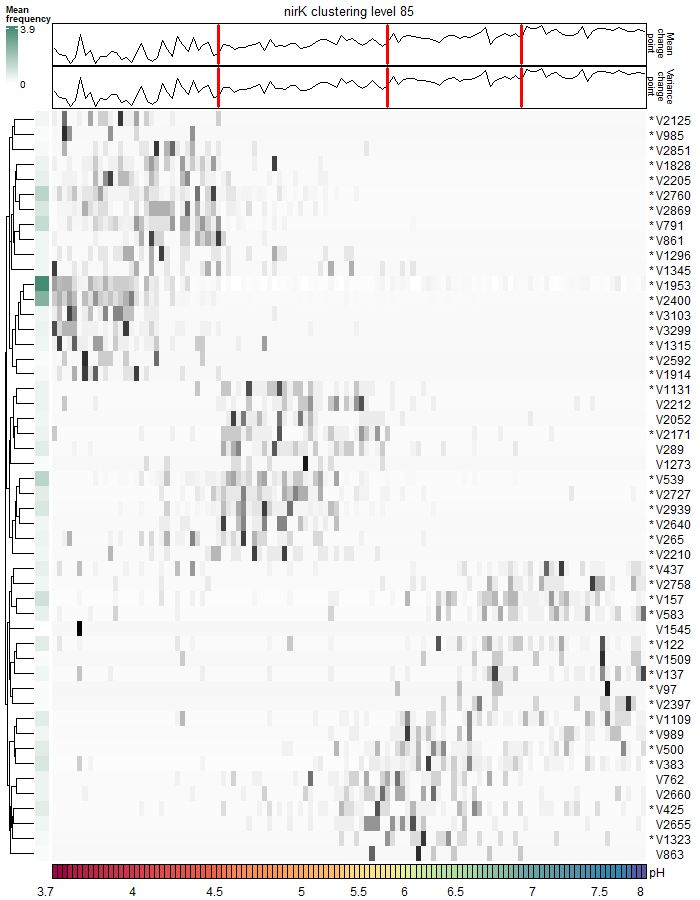 nirK clustering level 85
Mean
frequency
3.9
0
Mean
change
point
Variance
change
point
*V2125
*V985
*V2851
*V1828
*V2205
*V2760
*V2869
*V791
*V861
*V1296
*V1345
*V1953
*V2400
*V3103
*V3299
*V1315
*V2592
*V1914
*V1131
V2212
V2052
*V2171
V289
V1273
*V539
*V2727
*V2939
*V2640
*V265
*V2210
*V437
*V2758
*V157
*V583
V1545
*V122
*V1509
*V137
*V97
*V2397
*V1109
*V989
*V500
*V383
V762
V2660
*V425
V2655
*V1323
V863
pH
3.7 4 4.5 5 5.5 6 6.5 7 7.5 8